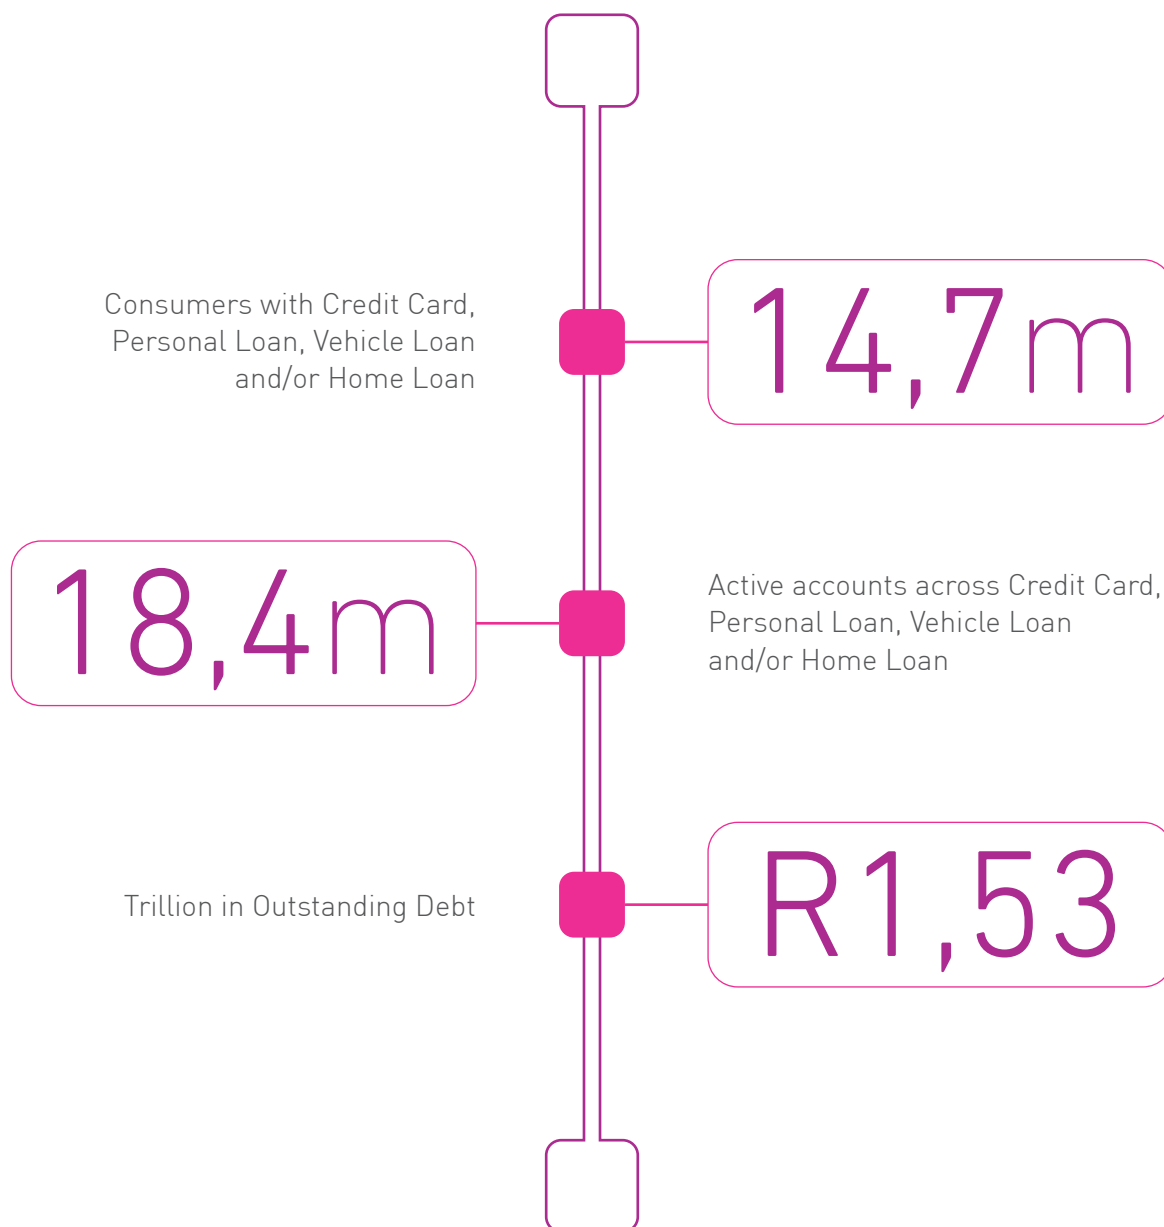 Consumers with Credit Card,
Personal Loan, Vehicle Loan
and/or Home Loan
14,7m
18,4m
Active accounts across Credit Card,
Personal Loan, Vehicle Loan
and/or Home Loan
Trillion in Outstanding Debt
R1,53